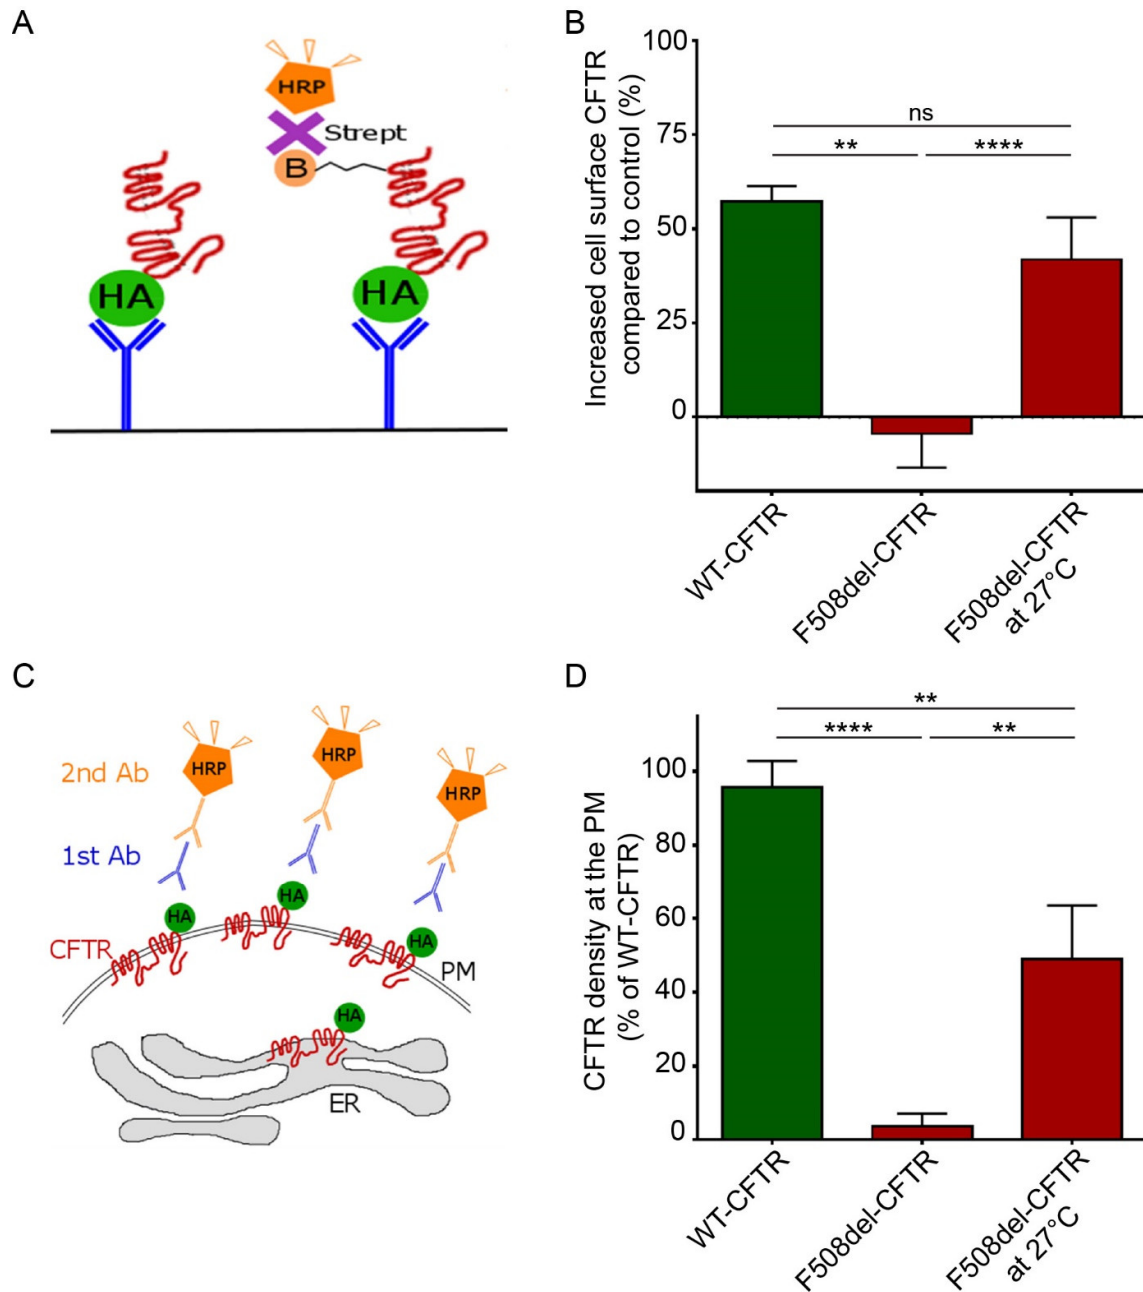 A
HRP
Strept
B
HA
HA
B
Increased cell surface CFTR
compared to control (%)
100
75
50
25
0
ns
**
****
WT-CFTR
F508del-CFTR
F508del-CFTR
at 27°C
C
2nd Ab
1st Ab
HRP
HRP
HRP
HA
HA
HA
CFTR
PM
HA
ER
D
CFTR density at the PM
(% of WT-CFTR)
100
80
60
40
20
0
**
****
**
WT-CFTR
F508del-CFTR
F508del-CFTR
at 27°C